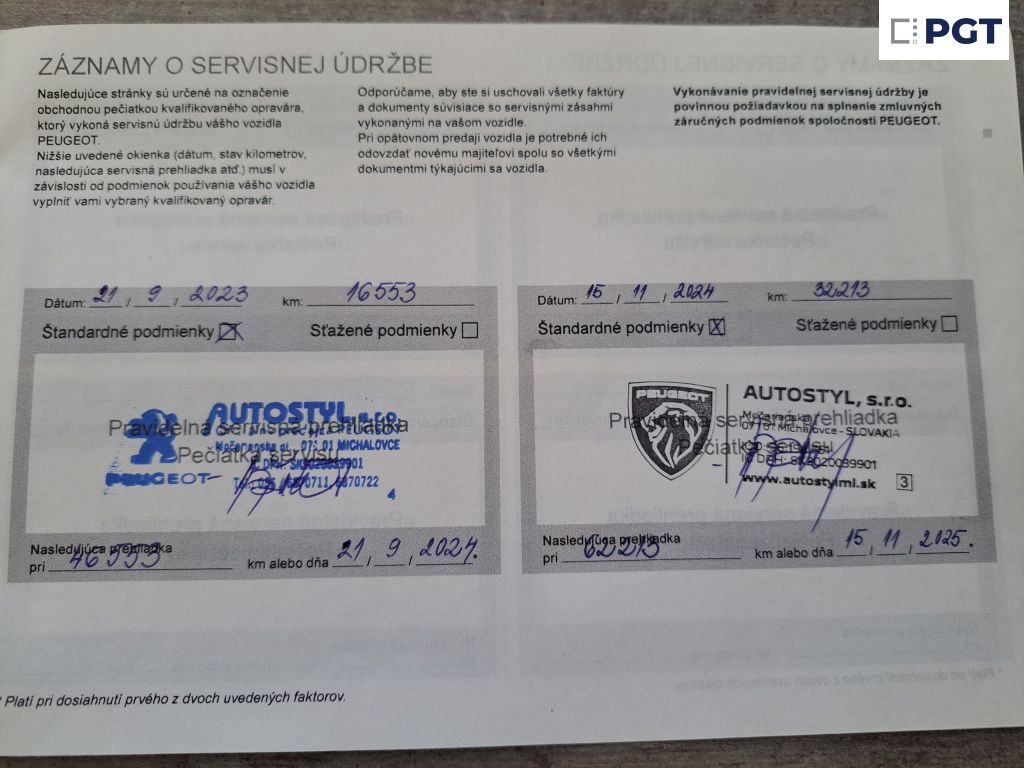 PGT
ZÁZNAMY O SERVISNEJ ÚDRŽBE
Nasledujúce stránky sú určené na označenie
obchodnou pečiatkou kvalifikovaného opravára,
ktorý vykoná servisnú údržbu vášho vozidla
PEUGEOT.
Nižšie uvedené okienka (dátum, stav kilometrov,
nasledujúca servisná prehliadka atď.) musí v
závislosti od podmienok používania vášho vozidla
vyplniť vami vybraný kvalifikovaný opravár.
Odporúčame, aby ste si uschovali všetky faktúry
a dokumenty súvisiace so servisnými zásahmi
vykonanými na vašom vozidle.
Pri opätovnom predaji vozidla je potrebné ich
odovzdať novému majiteľovi spolu so všetkými
dokumentmi týkajúcimi sa vozidla.
Vykonávanie pravidelnej servisnej údržby je
povinnou požiadavkou na splnenie zmluvných
záručných podmienok spoločnosti PEUGEOT.
Dátum: 21 / 9 / 2023 km: 16553
Štandardné podmienky Sťažené podmienky
AUTOSTYL, s.r.o.
Pravidelná servisná prehliadka
07 01 MICHALOVCE
Pečiatka servisu
PEUGEOT
4
Nasledujúca prehliadka
pri 46553 km alebo dňa 21 / 9 / 2024.
Dátum: 15 / 11 / 2024 km: 32213
Štandardné podmienky X Sťažené podmienky
PEUGEOT
AUTOSTYL, s.r.o.
Pravidelná servisná prehliadka
Michalovce - SLOVAKIA
Pečiatka servisu
www.autostylmi.sk 3
Nasledujúca prehliadka
pri 62213 km alebo dňa 15 / 11 / 2025.
* Platí pri dosiahnutí prvého z dvoch uvedených faktorov.